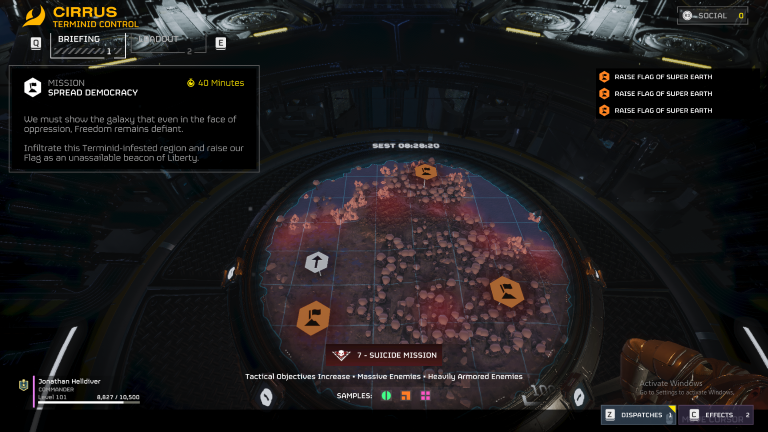 CIRRUS
TERMINID CONTROL
SOCIAL 0
Q BRIEFING LOADOUT E
1 2
MISSION
SPREAD DEMOCRACY
40 Minutes
We must show the galaxy that even in the face of
oppression, Freedom remains defiant.
Infiltrate this Terminid-infested region and raise our
Flag as an unassailable beacon of Liberty.
RAISE FLAG OF SUPER EARTH
RAISE FLAG OF SUPER EARTH
RAISE FLAG OF SUPER EARTH
SEST 08:28:20
7 - SUICIDE MISSION
Tactical Objectives Increase • Massive Enemies • Heavily Armored Enemies
SAMPLES:
Jonathan Helldiver
COMMANDER
Level 101 8,827 / 10,500
Activate Windows
Go to Settings to activate Windows.
Z DISPATCHES 1
C EFFECTS 2
MOVE CURSOR